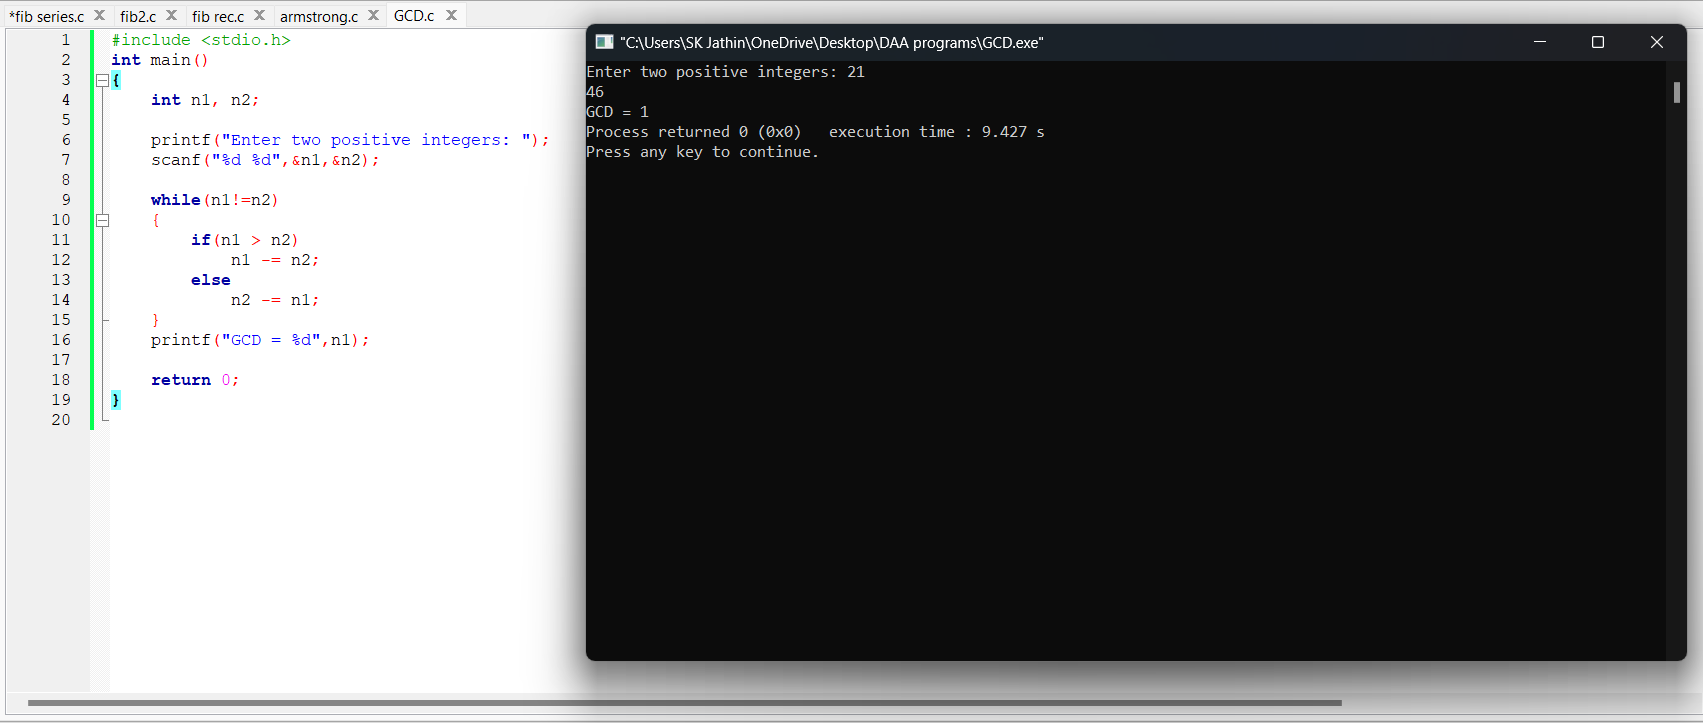 *fib series.c X fib2.c X fib rec.c X armstrong.c X GCD.c X
1 #include <stdio.h>
2 int main()
3 {
4 int n1, n2;
5
6 printf("Enter two positive integers: ");
7 scanf("%d %d",&n1,&n2);
8
9 while(n1!=n2)
10 {
11 if(n1 > n2)
12 n1 -= n2;
13 else
14 n2 -= n1;
15 }
16 printf("GCD = %d",n1);
17
18 return 0;
19 }
20
"C:\Users\SK Jathin\OneDrive\Desktop\DAA programs\GCD.exe"
Enter two positive integers: 21
46
GCD = 1
Process returned 0 (0x0)   execution time : 9.427 s
Press any key to continue.